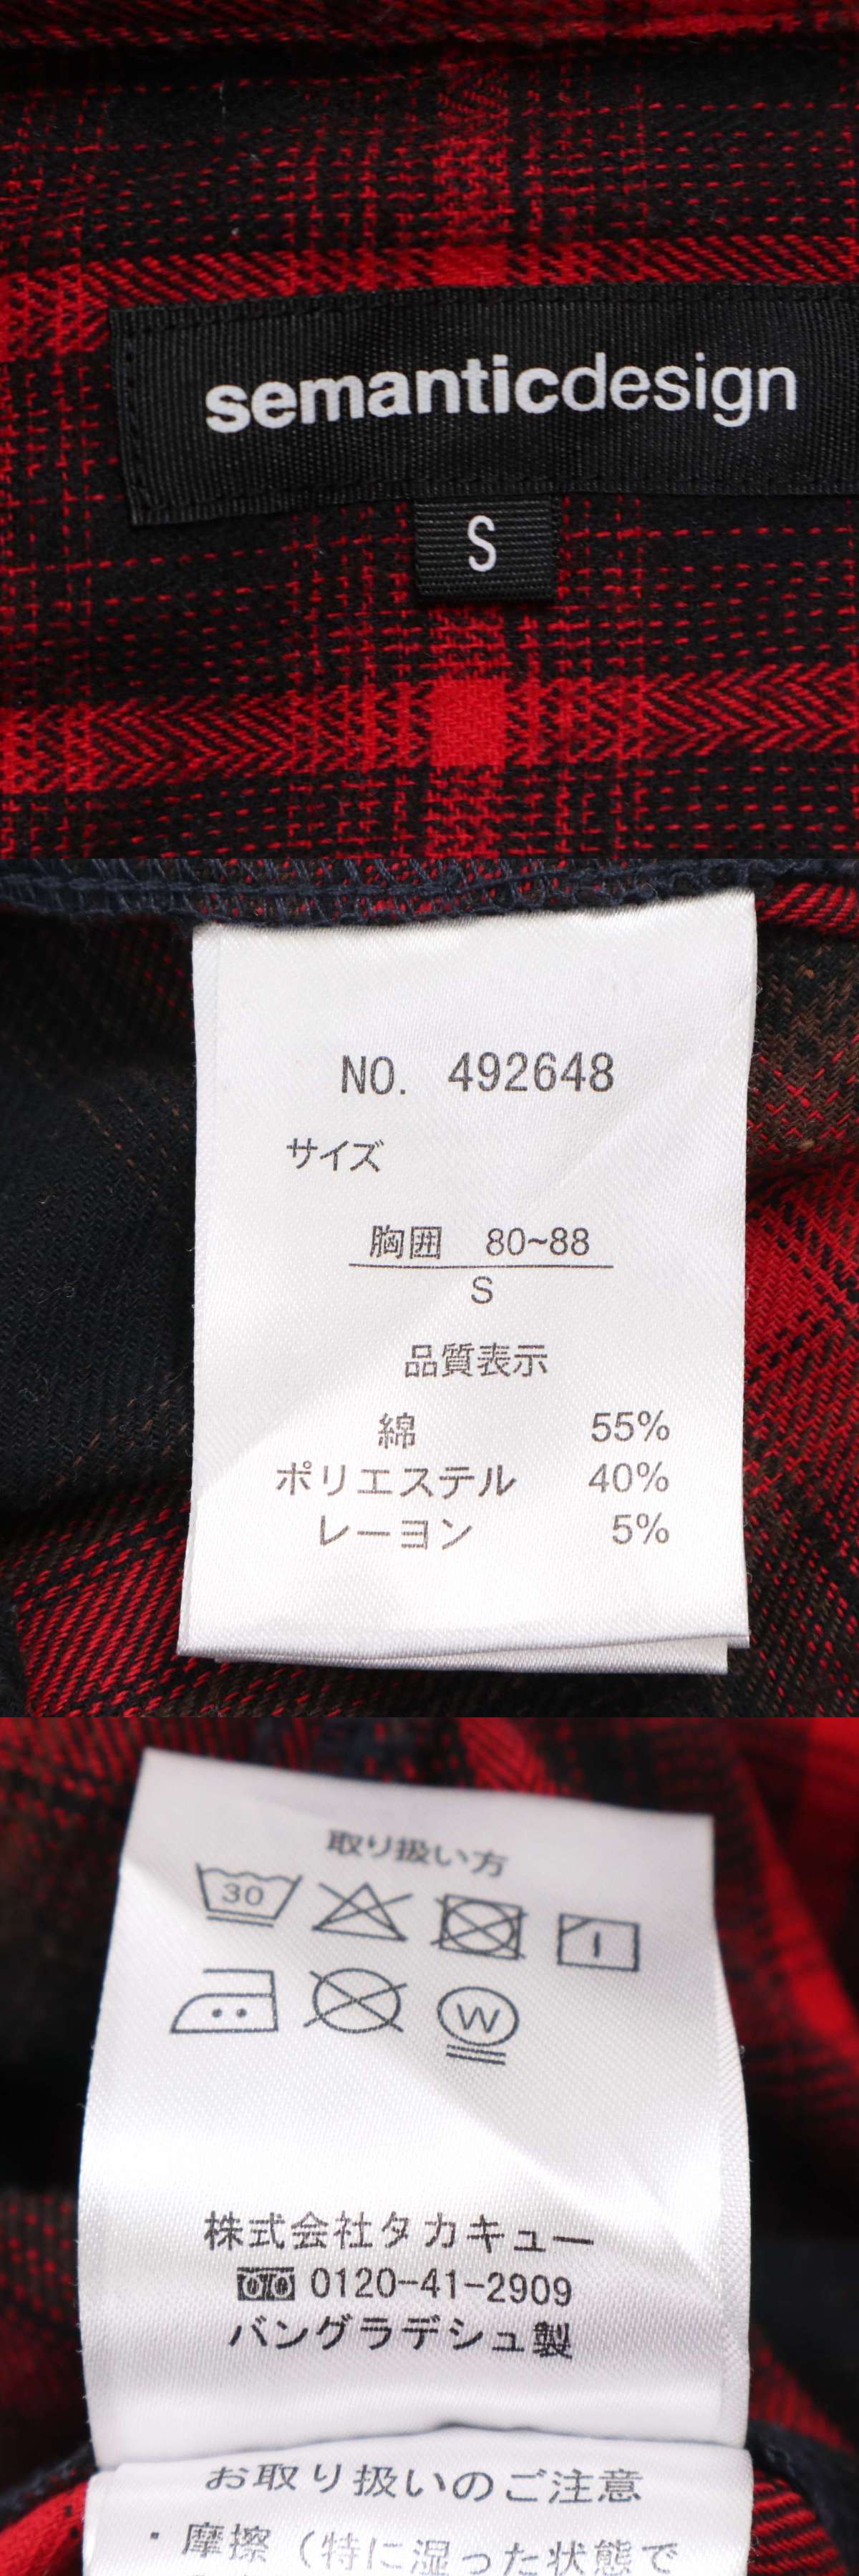 semanticdesign
S
NO. 492648
サイズ
胸囲 80~88
S
品質表示
綿 55%
ポリエステル 40%
レーヨン 5%
取り扱い方
30
W
株式会社タカキュー
0120-41-2909
バングラデシュ製
お取り扱いのご注意
・摩擦（特に湿った状態で